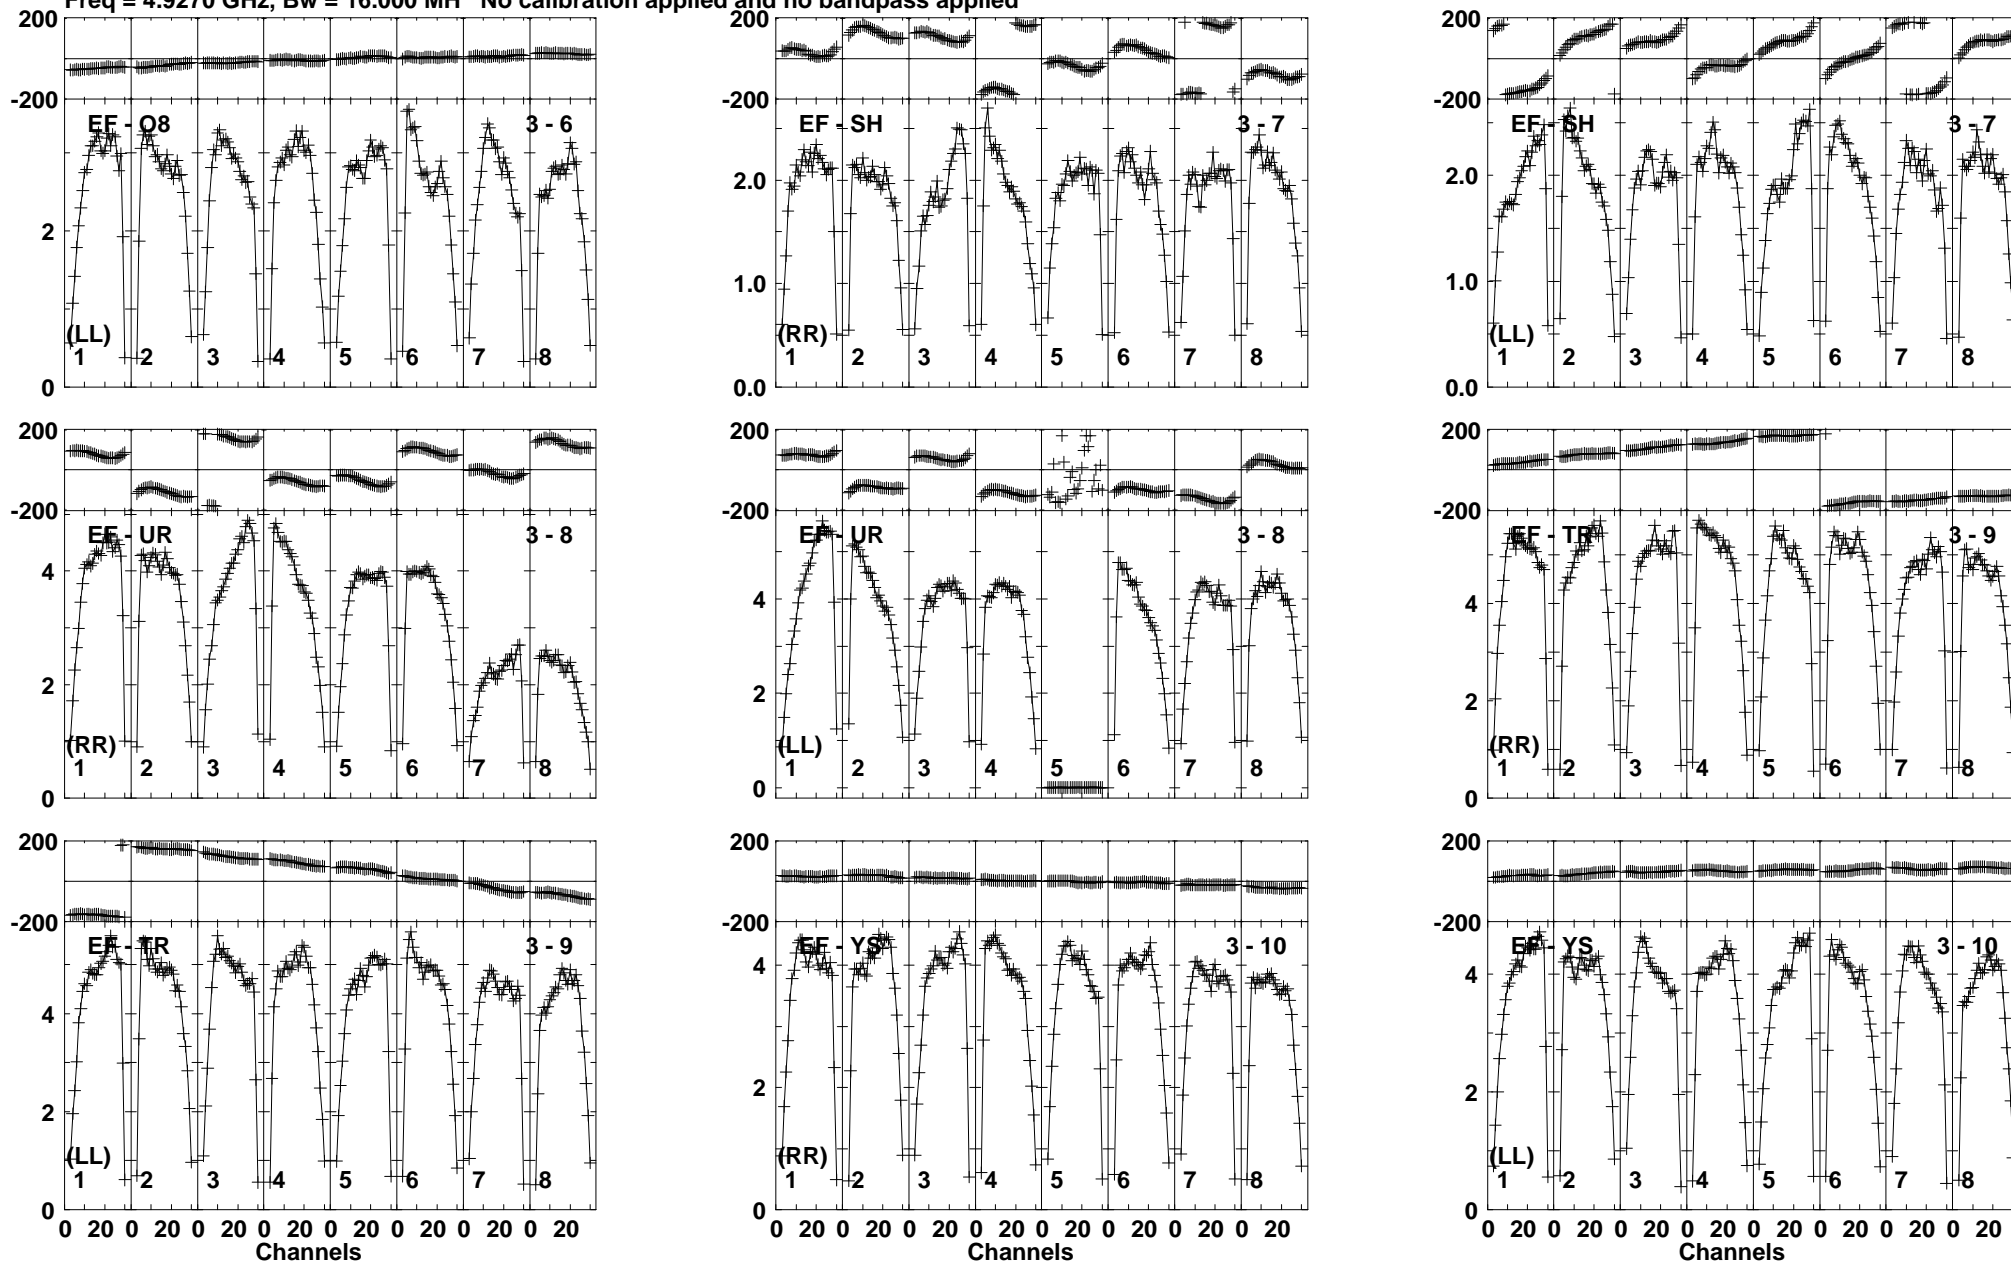 Freq = 4.9270 GHz, Bw = 16.000 MH No calibration applied and no bandpass applied
200
-200
EF - O8 3 - 6
2
(LL)
1 2 3 4 5 6 7 8
0
200
-200
EF - SH 3 - 7
2.0
1.0
(RR)
1 2 3 4 5 6 7 8
0.0
200
-200
EF - SH 3 - 7
2.0
1.0
(LL)
1 2 3 4 5 6 7 8
0.0
200
-200
EF - UR 3 - 8
4
2
(RR)
1 2 3 4 5 6 7 8
0
200
-200
EF - UR 3 - 8
4
2
(LL)
1 2 3 4 5 6 7 8
0
200
-200
EF - TR 3 - 9
4
2
(RR)
1 2 3 4 5 6 7 8
0
200
-200
EF - TR 3 - 9
4
2
(LL)
1 2 3 4 5 6 7 8
0
0 20 0 20 0 20 0 20 0 20 0 20 0 20 0 20
Channels
200
-200
EF - YS 3 - 10
4
2
(RR)
1 2 3 4 5 6 7 8
0
0 20 0 20 0 20 0 20 0 20 0 20 0 20 0 20
Channels
200
-200
EF - YS 3 - 10
4
2
(LL)
1 2 3 4 5 6 7 8
0
0 20 0 20 0 20 0 20 0 20 0 20 0 20 0 20
Channels